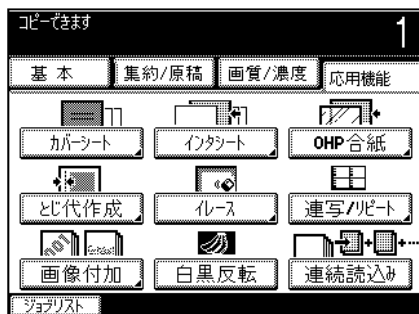 コピーできます
1
基 本 集約/原稿 画質/濃度 応用機能
カバーシート インタシート OHP合紙
とじ代作成 イレース 連写/リピート
画像付加 白黒反転 連続読込み
ジョブリスト